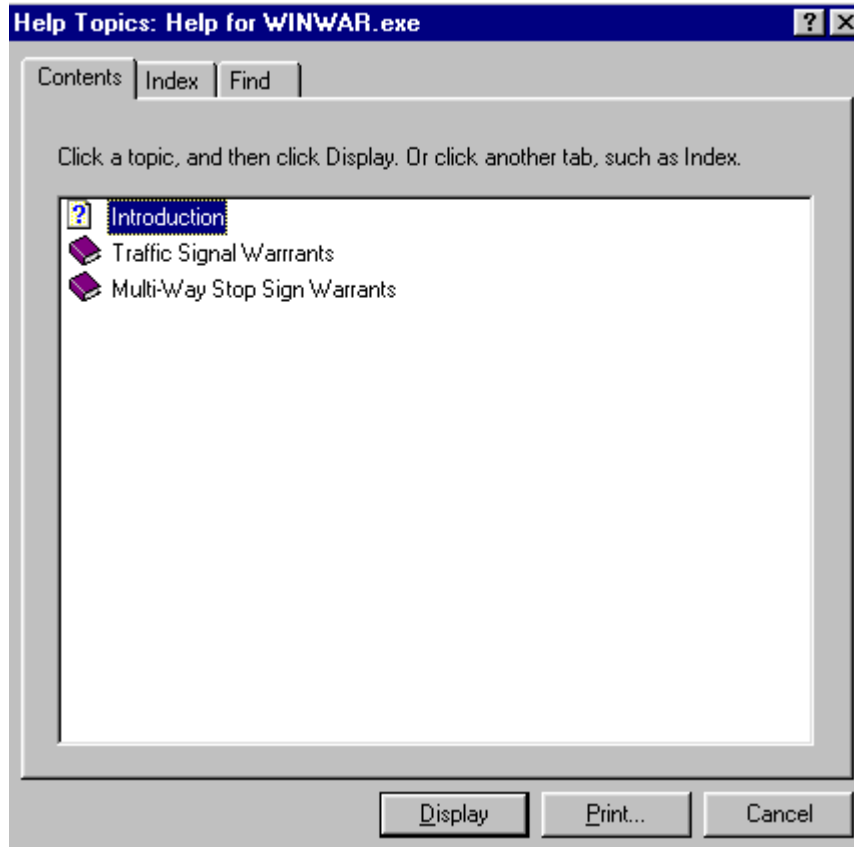 Help Topics: Help for WINWAR.exe
Contents Index Find
Click a topic, and then click Display. Or click another tab, such as Index.
Introduction
Traffic Signal Warrrants
Multi-Way Stop Sign Warrants
Display Print... Cancel